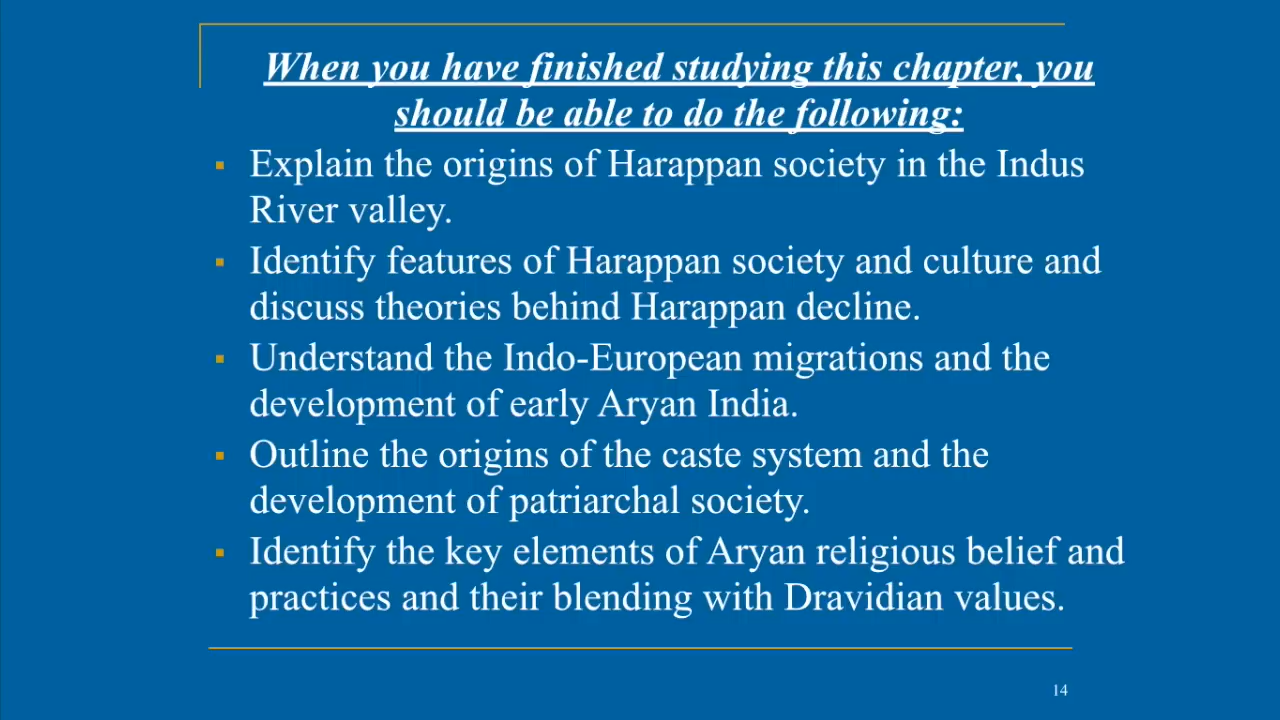 When you have finished studying this chapter, you
should be able to do the following:
▪ Explain the origins of Harappan society in the Indus
River valley.
▪ Identify features of Harappan society and culture and
discuss theories behind Harappan decline.
▪ Understand the Indo-European migrations and the
development of early Aryan India.
▪ Outline the origins of the caste system and the
development of patriarchal society.
▪ Identify the key elements of Aryan religious belief and
practices and their blending with Dravidian values.
14